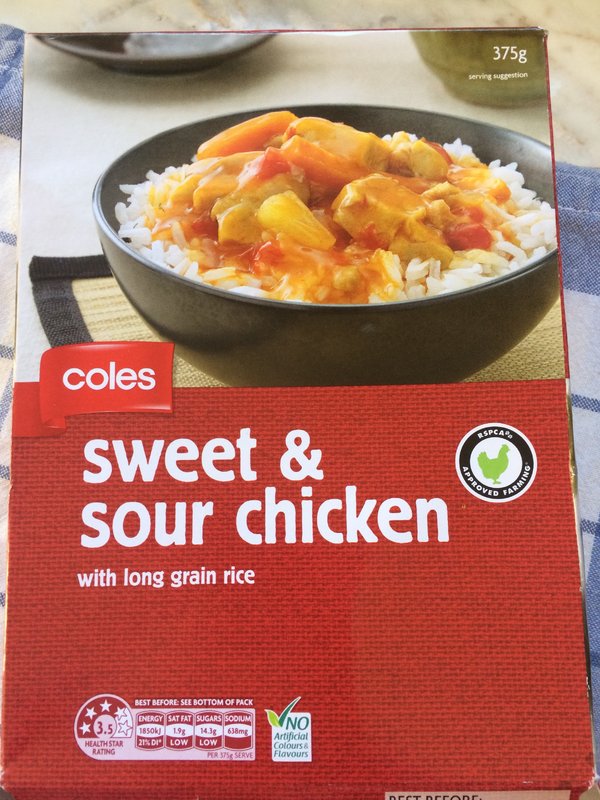 375g
serving suggestion
coles
sweet &
sour chicken
with long grain rice
RSPCA
APPROVED FARMING
3.5
HEALTH STAR
RATING
BEST BEFORE: SEE BOTTOM OF PACK
ENERGY SAT FAT SUGARS SODIUM
1850kJ 1.9g 14.3g 638mg
21% DI* LOW LOW
PER 375g SERVE
NO
Artificial
Colours &
Flavours
BEST BEFORE: